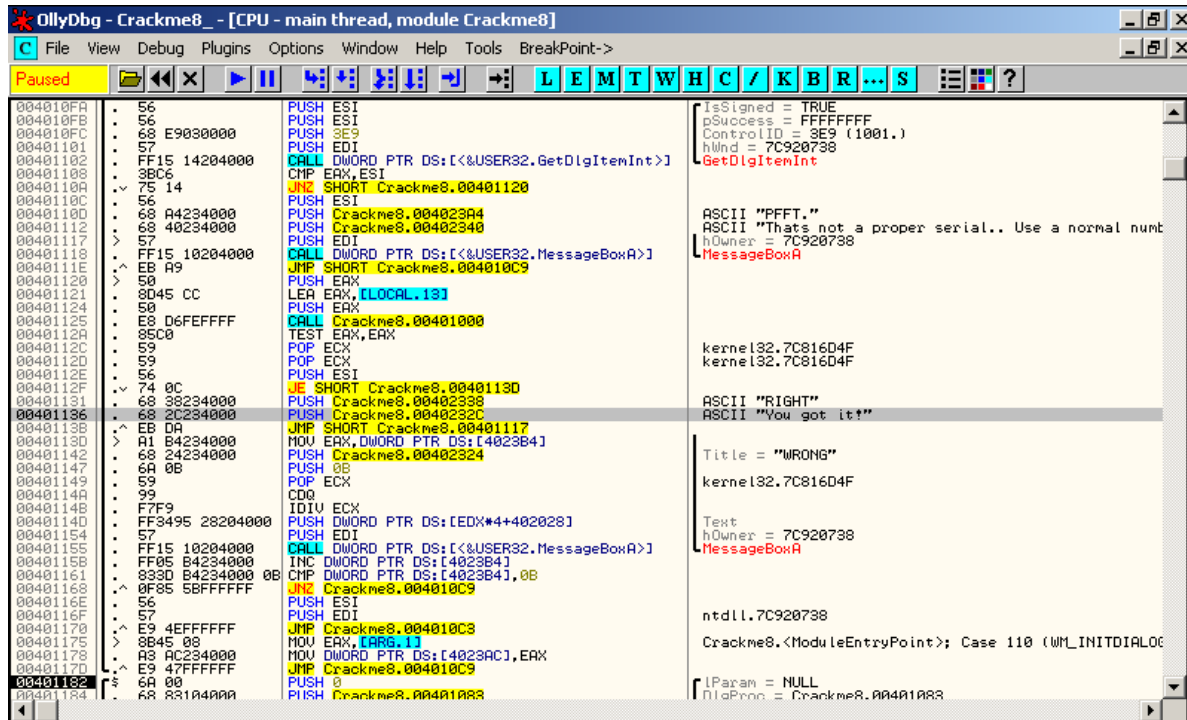 OllyDbg - Crackme8_ - [CPU - main thread, module Crackme8]
C File View Debug Plugins Options Window Help Tools BreakPoint->
Paused L E M T W H C / K B R ... S ?
004010FA . 56 PUSH ESI IsSigned = TRUE
004010FB . 56 PUSH ESI pSuccess = FFFFFFFF
004010FC . 68 E9030000 PUSH 3E9 ControlID = 3E9 (1001.)
00401101 . 57 PUSH EDI hWnd = 7C920738
00401102 . FF15 14204000 CALL DWORD PTR DS:[<&USER32.GetDlgItemInt>] GetDlgItemInt
00401108 . 3BC6 CMP EAX,ESI
0040110A .v 75 14 JNZ SHORT Crackme8.00401120
0040110C . 56 PUSH ESI
0040110D . 68 A4234000 PUSH Crackme8.004023A4 ASCII "PFFT."
00401112 . 68 40234000 PUSH Crackme8.00402340 ASCII "Thats not a proper serial.. Use a normal numb
00401117 > 57 PUSH EDI hOwner = 7C920738
00401118 . FF15 10204000 CALL DWORD PTR DS:[<&USER32.MessageBoxA>] MessageBoxA
0040111E .^ EB A9 JMP SHORT Crackme8.004010C9
00401120 > 50 PUSH EAX
00401121 . 8D45 CC LEA EAX,[LOCAL.13]
00401124 . 50 PUSH EAX
00401125 . E8 D6FEFFFF CALL Crackme8.00401000
0040112A . 85C0 TEST EAX,EAX
0040112C . 59 POP ECX kernel32.7C816D4F
0040112D . 59 POP ECX kernel32.7C816D4F
0040112E . 56 PUSH ESI
0040112F .v 74 0C JE SHORT Crackme8.0040113D
00401131 . 68 38234000 PUSH Crackme8.00402338 ASCII "RIGHT"
00401136 . 68 2C234000 PUSH Crackme8.0040232C ASCII "You got it!"
0040113B .^ EB DA JMP SHORT Crackme8.00401117
0040113D > A1 B4234000 MOV EAX,DWORD PTR DS:[4023B4]
00401142 . 68 24234000 PUSH Crackme8.00402324 Title = "WRONG"
00401147 . 6A 0B PUSH 0B
00401149 . 59 POP ECX kernel32.7C816D4F
0040114A . 99 CDQ
0040114B . F7F9 IDIV ECX
0040114D . FF3495 28204000 PUSH DWORD PTR DS:[EDX*4+402028] Text
00401154 . 57 PUSH EDI hOwner = 7C920738
00401155 . FF15 10204000 CALL DWORD PTR DS:[<&USER32.MessageBoxA>] MessageBoxA
0040115B . FF05 B4234000 INC DWORD PTR DS:[4023B4]
00401161 . 833D B4234000 0B CMP DWORD PTR DS:[4023B4],0B
00401168 .^ 0F85 5BFFFFFF JNZ Crackme8.004010C9
0040116E . 56 PUSH ESI
0040116F . 57 PUSH EDI ntdll.7C920738
00401170 .^ E9 4EFFFFFF JMP Crackme8.004010C3
00401175 > 8B45 08 MOV EAX,[ARG.1] Crackme8.<ModuleEntryPoint>; Case 110 (WM_INITDIALOG
00401178 . A3 AC234000 MOV DWORD PTR DS:[4023AC],EAX
0040117D .^ E9 47FFFFFF JMP Crackme8.004010C9
00401182 $ 6A 00 PUSH 0 lParam = NULL
00401184 . 68 83104000 PUSH Crackme8.00401083 DlgProc = Crackme8.00401083